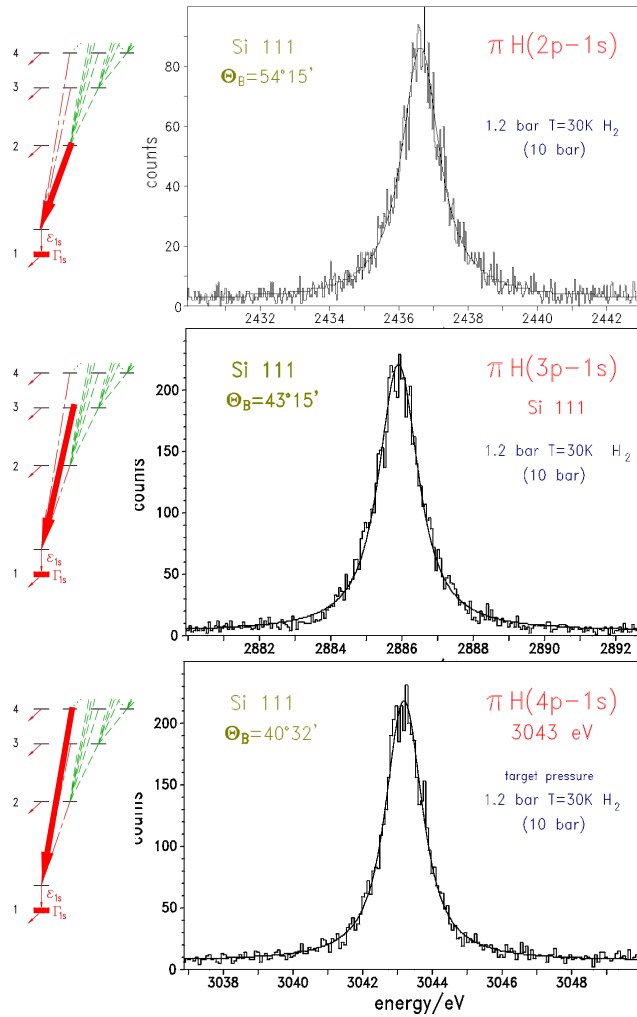 4
3
2
1
ε1s
Γ1s
counts
80
60
40
20
0
Si 111
ΘB=54°15'
πH(2p−1s)
1.2 bar T=30K H2
(10 bar)
2432 2434 2436 2438 2440 2442
4
3
2
1
ε1s
Γ1s
counts
200
150
100
50
0
Si 111
ΘB=43°15'
πH(3p−1s)
Si 111
1.2 bar T=30K H2
(10 bar)
2882 2884 2886 2888 2890 2892
4
3
2
1
ε1s
Γ1s
counts
200
150
100
50
0
Si 111
ΘB=40°32'
πH(4p−1s)
3043 eV
target pressure
1.2 bar T=30K H2
(10 bar)
3038 3040 3042 3044 3046 3048
energy/eV